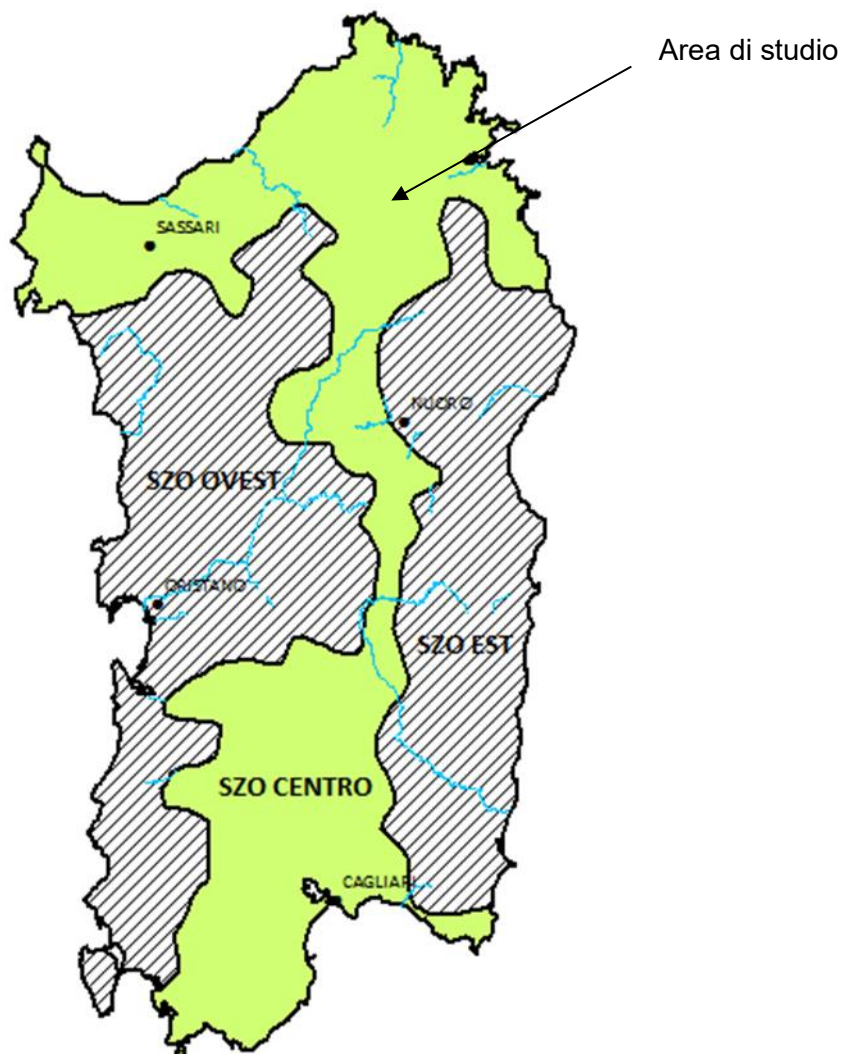 Area di studio
SASSARI
NUORO
SZO OVEST
ORISTANO
SZO EST
SZO CENTRO
CAGLIARI